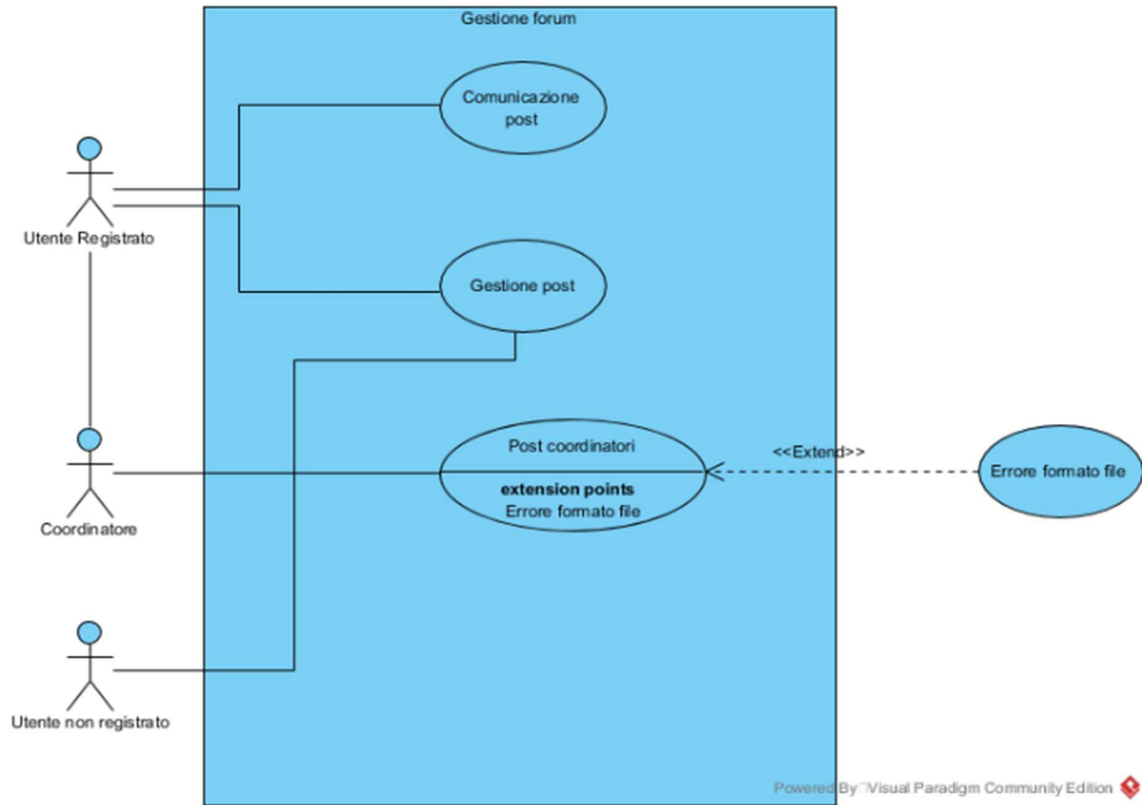 Gestione forum
Comunicazione
post
Utente Registrato
Gestione post
Post coordinatori
<<Extend>>
extension points
Errore formato file
Errore formato file
Coordinatore
Utente non registrato
Powered By Visual Paradigm Community Edition